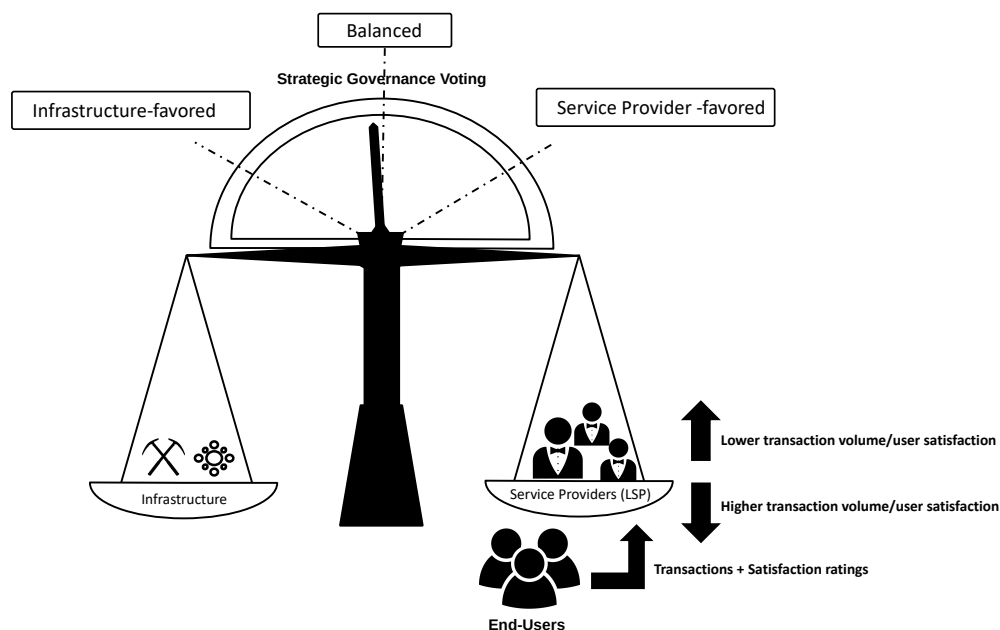 Balanced
Strategic Governance Voting
Infrastructure-favored
Service Provider -favored
Infrastructure
Service Providers (LSP)
Lower transaction volume/user satisfaction
Higher transaction volume/user satisfaction
Transactions + Satisfaction ratings
End-Users